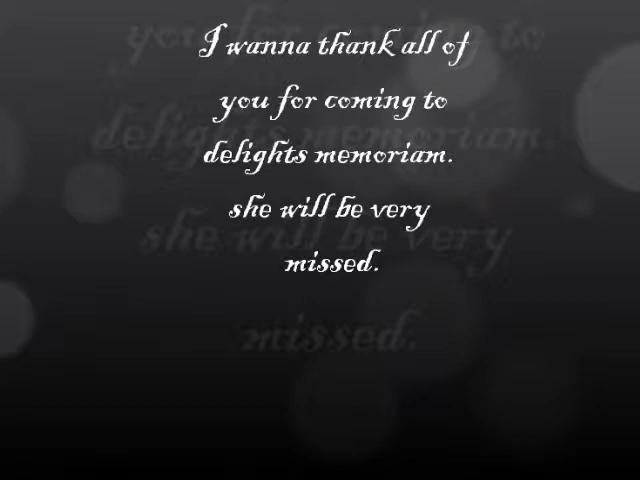 I wanna thank all of
you for coming to
delights memoriam.
she will be very
missed.